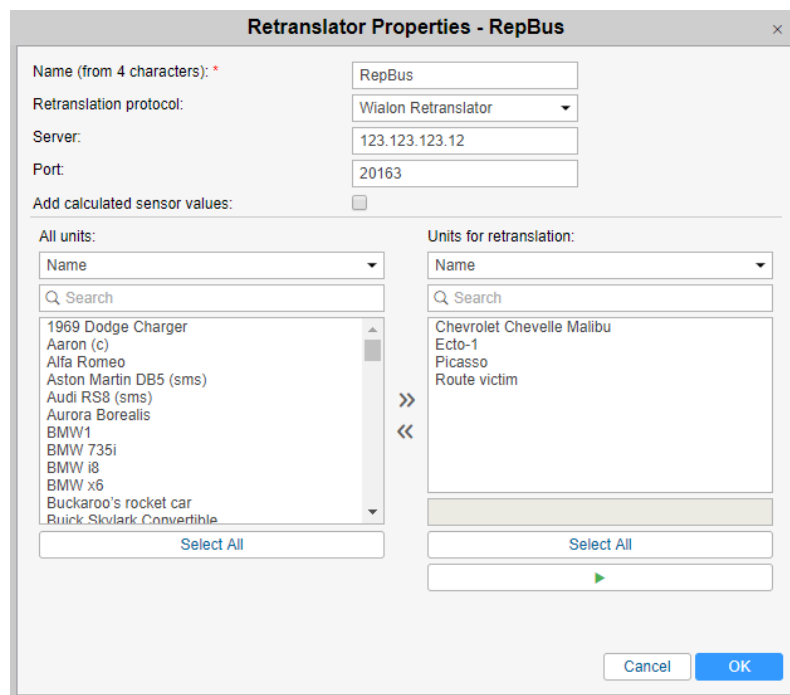 Retranslator Properties - RepBus
×
Name (from 4 characters): *
RepBus
Retranslation protocol:
Wialon Retranslator
Server:
123.123.123.12
Port:
20163
Add calculated sensor values:
All units:
Name
Search
1969 Dodge Charger
Aaron (c)
Alfa Romeo
Aston Martin DB5 (sms)
Audi RS8 (sms)
Aurora Borealis
BMW1
BMW 735i
BMW i8
BMW x6
Buckaroo's rocket car
Buick Skylark Convertible
Select All
Units for retranslation:
Name
Search
Chevrolet Chevelle Malibu
Ecto-1
Picasso
Route victim
Select All
Cancel
OK